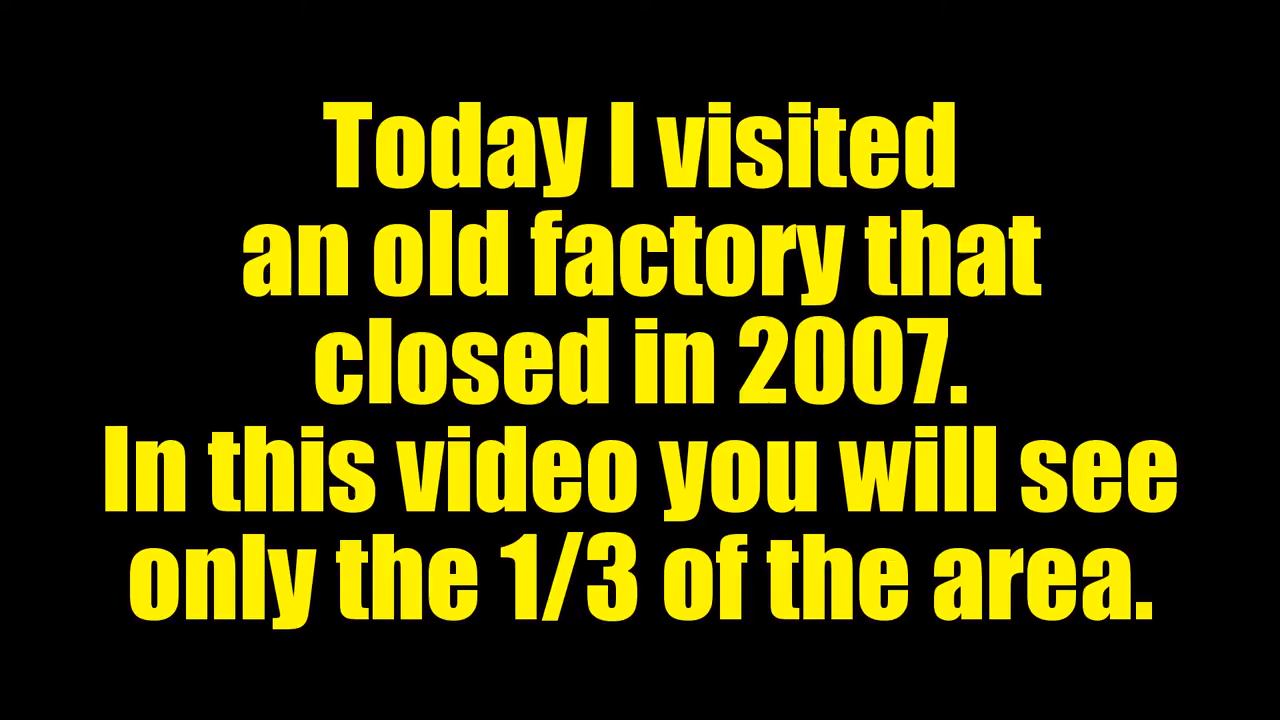 Today I visited
an old factory that
closed in 2007.
In this video you will see
only the 1/3 of the area.